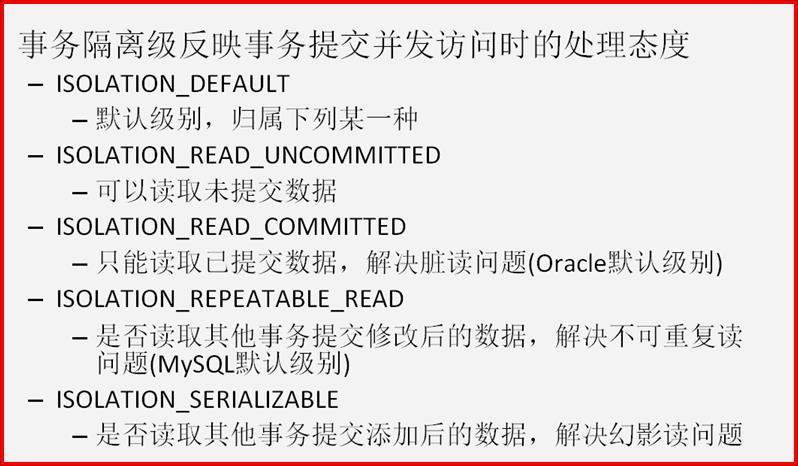 事务隔离级反映事务提交并发访问时的处理态度
– ISOLATION_DEFAULT
– 默认级别，归属下列某一种
– ISOLATION_READ_UNCOMMITTED
– 可以读取未提交数据
– ISOLATION_READ_COMMITTED
– 只能读取已提交数据，解决脏读问题(Oracle默认级别)
– ISOLATION_REPEATABLE_READ
– 是否读取其他事务提交修改后的数据，解决不可重复读
问题(MySQL默认级别)
– ISOLATION_SERIALIZABLE
– 是否读取其他事务提交添加后的数据，解决幻影读问题